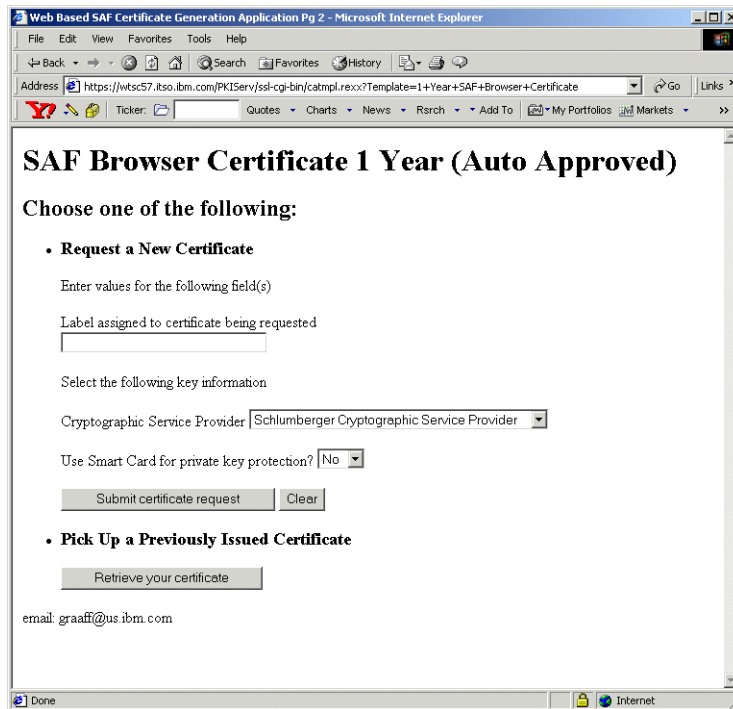 Web Based SAF Certificate Generation Application Pg 2 - Microsoft Internet Explorer
File Edit View Favorites Tools Help
Back Search Favorites History
Address https://wtsc57.itso.ibm.com/PKIServ/ssl-cgi-bin/catmpl.rexx?Template=1+Year+SAF+Browser+Certificate Go Links
Y! Ticker: Quotes Charts News Rsrch Add To My Portfolios Markets »
SAF Browser Certificate 1 Year (Auto Approved)
Choose one of the following:
• Request a New Certificate
Enter values for the following field(s)
Label assigned to certificate being requested
Select the following key information
Cryptographic Service Provider Schlumberger Cryptographic Service Provider
Use Smart Card for private key protection? No
Submit certificate request Clear
• Pick Up a Previously Issued Certificate
Retrieve your certificate
email: graaff@us.ibm.com
Done Internet